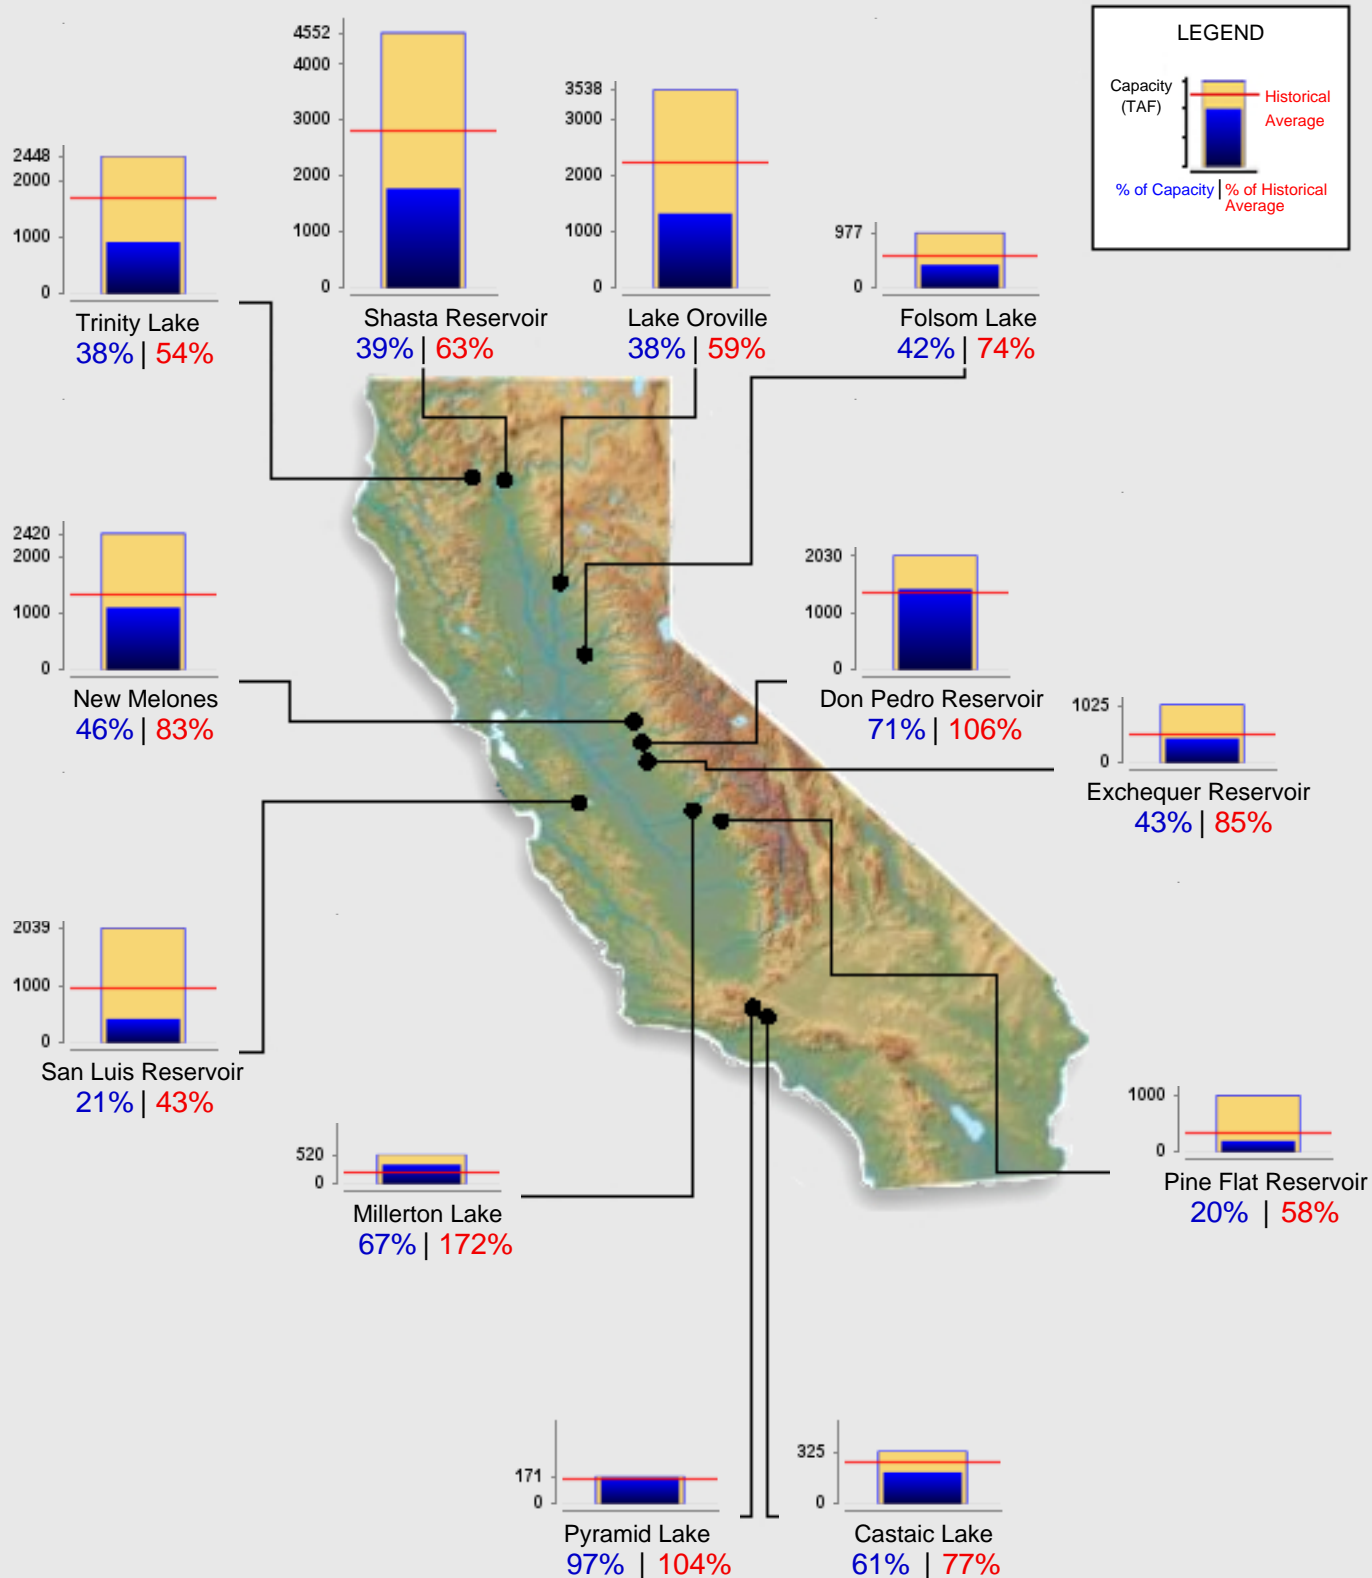 LEGEND
Capacity
(TAF)
Historical
Average
% of Capacity | % of Historical
Average
4552
4000
3000
2000
1000
0
Shasta Reservoir
39% | 63%
3538
3000
2000
1000
0
Lake Oroville
38% | 59%
2448
2000
1000
0
Trinity Lake
38% | 54%
977
0
Folsom Lake
42% | 74%
2420
2000
1000
0
New Melones
46% | 83%
2030
1000
0
Don Pedro Reservoir
71% | 106%
1025
0
Exchequer Reservoir
43% | 85%
2039
1000
0
San Luis Reservoir
21% | 43%
520
0
Millerton Lake
67% | 172%
1000
0
Pine Flat Reservoir
20% | 58%
171
0
Pyramid Lake
97% | 104%
325
0
Castaic Lake
61% | 77%